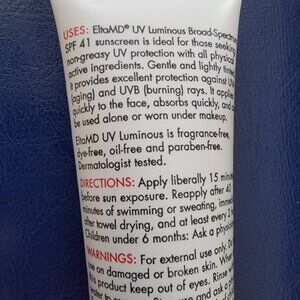 USES: EltaMD® UV Luminous Broad-Spectrum
SPF 41 sunscreen is ideal for those seeking
non-greasy UV protection with all physical
active ingredients. Gentle and lightly tinted,
it provides excellent protection against UVA
(aging) and UVB (burning) rays. It applies
quickly to the face, absorbs quickly, and can
be used alone or worn under makeup.
EltaMD UV Luminous is fragrance-free,
dye-free, oil-free and paraben-free.
Dermatologist tested.
DIRECTIONS: Apply liberally 15 minutes
before sun exposure. Reapply after 40
minutes of swimming or sweating, immediately
after towel drying, and at least every 2
Children under 6 months: Ask a physician
WARNINGS: For external use only. Do
use on damaged or broken skin. When
this product keep out of eyes. Rinse